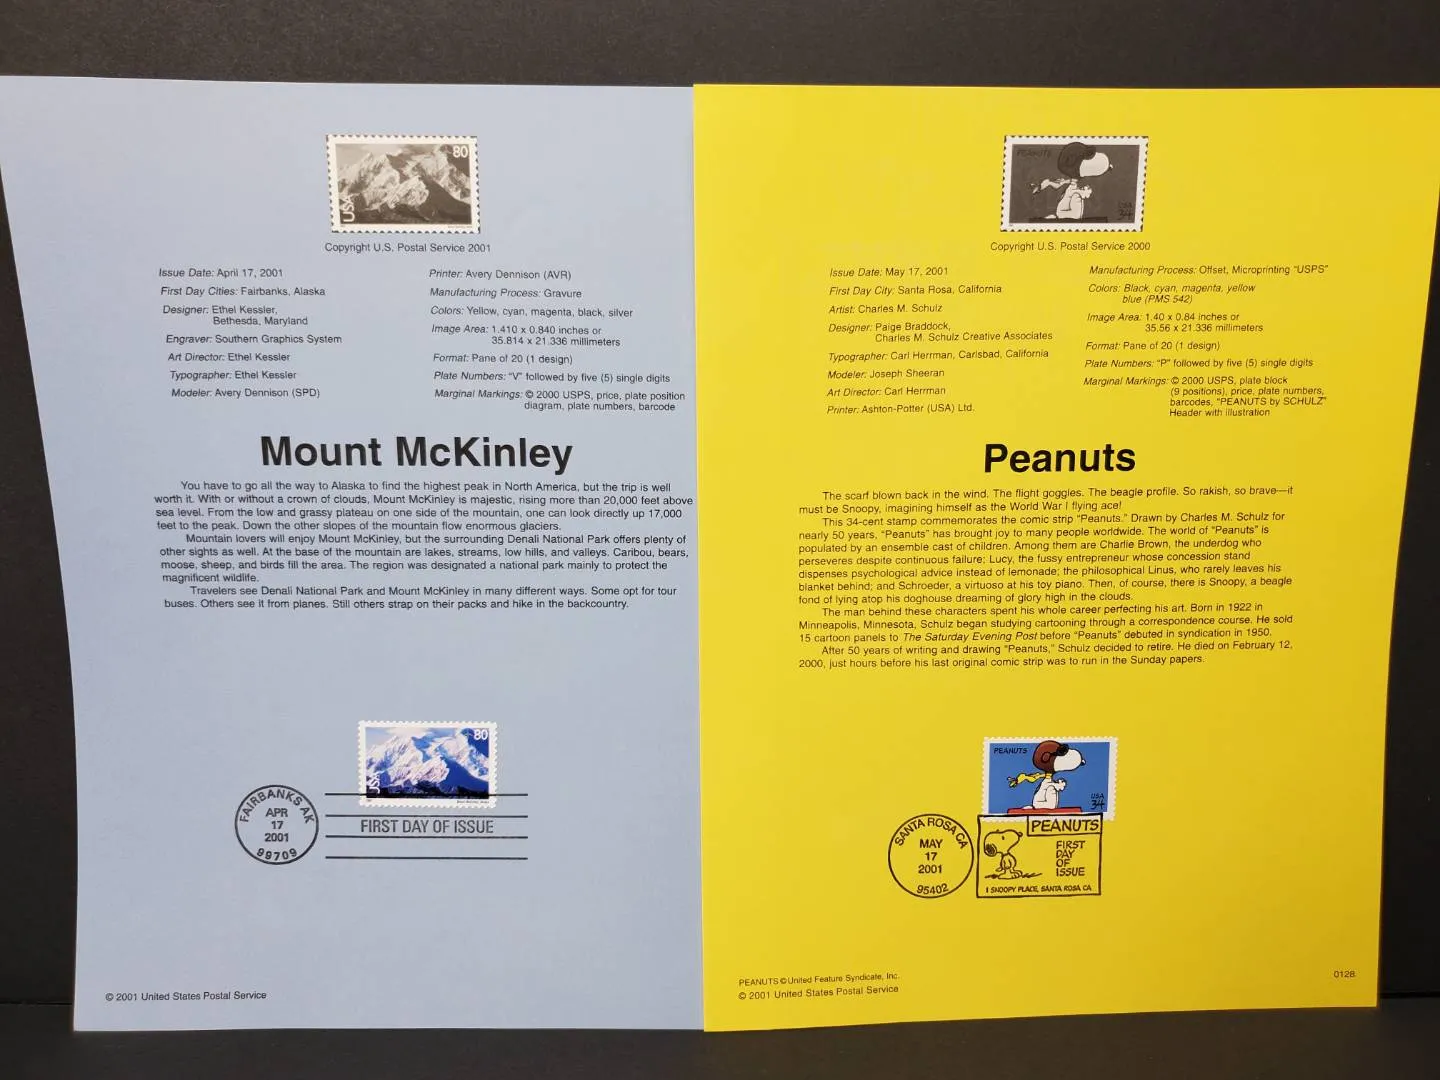 80
USA
Copyright U.S. Postal Service 2001
Issue Date: April 17, 2001
First Day Cities: Fairbanks, Alaska
Designer: Ethel Kessler,
Bethesda, Maryland
Engraver: Southern Graphics System
Art Director: Ethel Kessler
Typographer: Ethel Kessler
Modeler: Avery Dennison (SPD)
Printer: Avery Dennison (AVR)
Manufacturing Process: Gravure
Colors: Yellow, cyan, magenta, black, silver
Image Area: 1.410 x 0.840 inches or
35.814 x 21.336 millimeters
Format: Pane of 20 (1 design)
Plate Numbers: "V" followed by five (5) single digits
Marginal Markings: © 2000 USPS, price, plate position
diagram, plate numbers, barcode
Mount McKinley
You have to go all the way to Alaska to find the highest peak in North America, but the trip is well
worth it. With or without a crown of clouds, Mount McKinley is majestic, rising more than 20,000 feet above
sea level. From the low and grassy plateau on one side of the mountain, one can look directly up 17,000
feet to the peak. Down the other slopes of the mountain flow enormous glaciers.
Mountain lovers will enjoy Mount McKinley, but the surrounding Denali National Park offers plenty of
other sights as well. At the base of the mountain are lakes, streams, low hills, and valleys. Caribou, bears,
moose, sheep, and birds fill the area. The region was designated a national park mainly to protect the
magnificent wildlife.
Travelers see Denali National Park and Mount McKinley in many different ways. Some opt for tour
buses. Others see it from planes. Still others strap on their packs and hike in the backcountry.
80
USA
FAIRBANKS AK
APR
17
2001
99709
FIRST DAY OF ISSUE
© 2001 United States Postal Service
PEANUTS
USA
34
Copyright U.S. Postal Service 2000
Issue Date: May 17, 2001
First Day City: Santa Rosa, California
Artist: Charles M. Schulz
Designer: Paige Braddock,
Charles M. Schulz Creative Associates
Typographer: Carl Herrman, Carlsbad, California
Modeler: Joseph Sheeran
Art Director: Carl Herrman
Printer: Ashton-Potter (USA) Ltd.
Manufacturing Process: Offset, Microprinting "USPS"
Colors: Black, cyan, magenta, yellow
blue (PMS 542)
Image Area: 1.40 x 0.84 inches or
35.56 x 21.336 millimeters
Format: Pane of 20 (1 design)
Plate Numbers: "P" followed by five (5) single digits
Marginal Markings: © 2000 USPS, plate block
(9 positions), price, plate numbers,
barcodes, "PEANUTS by SCHULZ"
Header with illustration
Peanuts
The scarf blown back in the wind. The flight goggles. The beagle profile. So rakish, so brave—it
must be Snoopy, imagining himself as the World War I flying ace!
This 34-cent stamp commemorates the comic strip "Peanuts." Drawn by Charles M. Schulz for
nearly 50 years, "Peanuts" has brought joy to many people worldwide. The world of "Peanuts" is
populated by an ensemble cast of children. Among them are Charlie Brown, the underdog who
perseveres despite continuous failure; Lucy, the fussy entrepreneur whose concession stand
dispenses psychological advice instead of lemonade; the philosophical Linus, who rarely leaves his
blanket behind; and Schroeder, a virtuoso at his toy piano. Then, of course, there is Snoopy, a beagle
fond of lying atop his doghouse dreaming of glory high in the clouds.
The man behind these characters spent his whole career perfecting his art. Born in 1922 in
Minneapolis, Minnesota, Schulz began studying cartooning through a correspondence course. He sold
15 cartoon panels to The Saturday Evening Post before "Peanuts" debuted in syndication in 1950.
After 50 years of writing and drawing "Peanuts," Schulz decided to retire. He died on February 12,
2000, just hours before his last original comic strip was to run in the Sunday papers.
PEANUTS
USA
34
SANTA ROSA CA
MAY
17
2001
95402
PEANUTS
FIRST
DAY
OF
ISSUE
1 SNOOPY PLACE, SANTA ROSA CA
PEANUTS © United Feature Syndicate, Inc.
© 2001 United States Postal Service
0128